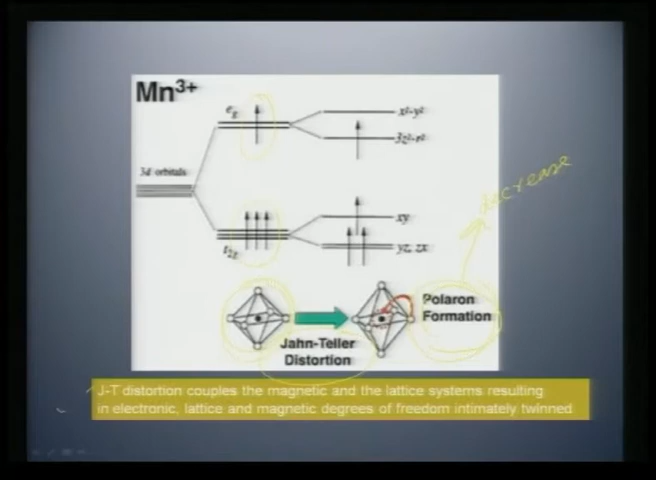 Mn3+
eg
x²-y²
3z²-r²
3d orbitals
decrease
xy
t2g
yz, zx
Polaron
Formation
Jahn-Teller
Distortion
J-T distortion couples the magnetic and the lattice systems resulting
in electronic, lattice and magnetic degrees of freedom intimately twinned